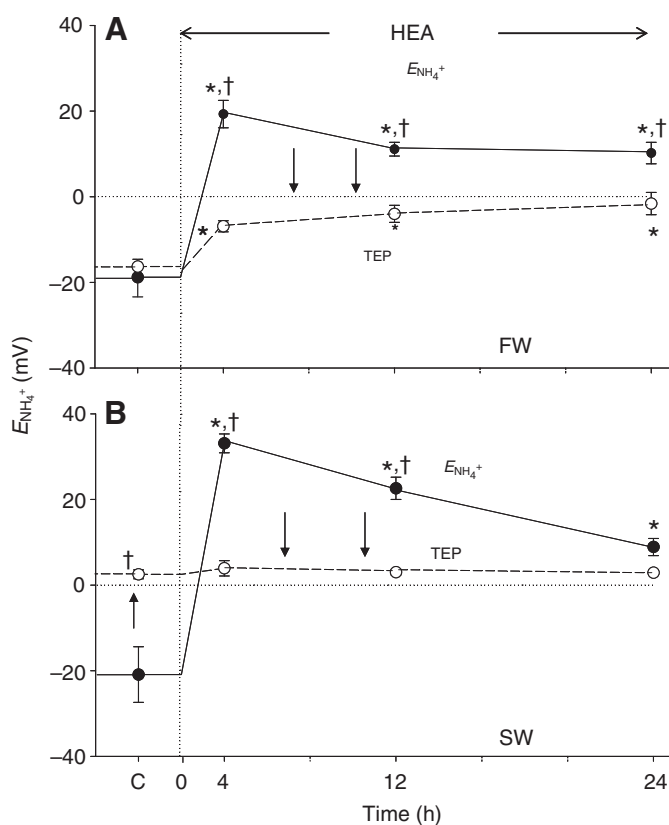 A
HEA
E_NH₄⁺
40
*,†
*,†
*,†
20
0
*
*
*
TEP
–20
–40
FW
E_NH₄⁺ (mV)
B
40
*,†
*,†
E_NH₄⁺
*
20
TEP
†
0
–20
–40
SW
C 0 4 12 24
Time (h)